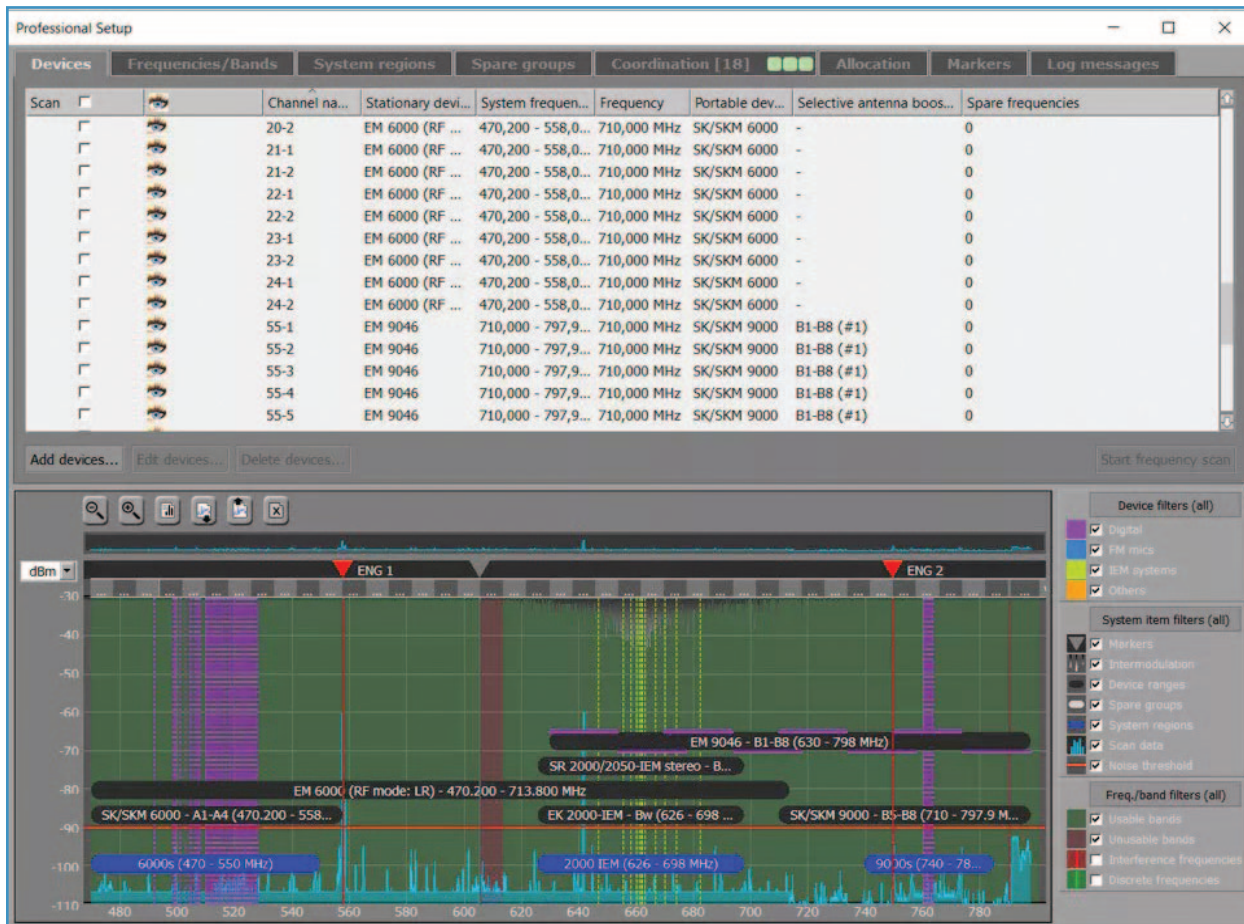 Professional Setup
Devices Frequencies/Bands System regions Spare groups Coordination [18] Allocation Markers Log messages
Scan Channel na... Stationary devi... System frequen... Frequency Portable dev... Selective antenna boos... Spare frequencies
20-2 EM 6000 (RF ... 470,200 - 558,0... 710,000 MHz SK/SKM 6000 - 0
21-1 EM 6000 (RF ... 470,200 - 558,0... 710,000 MHz SK/SKM 6000 - 0
21-2 EM 6000 (RF ... 470,200 - 558,0... 710,000 MHz SK/SKM 6000 - 0
22-1 EM 6000 (RF ... 470,200 - 558,0... 710,000 MHz SK/SKM 6000 - 0
22-2 EM 6000 (RF ... 470,200 - 558,0... 710,000 MHz SK/SKM 6000 - 0
23-1 EM 6000 (RF ... 470,200 - 558,0... 710,000 MHz SK/SKM 6000 - 0
23-2 EM 6000 (RF ... 470,200 - 558,0... 710,000 MHz SK/SKM 6000 - 0
24-1 EM 6000 (RF ... 470,200 - 558,0... 710,000 MHz SK/SKM 6000 - 0
24-2 EM 6000 (RF ... 470,200 - 558,0... 710,000 MHz SK/SKM 6000 - 0
55-1 EM 9046 710,000 - 797,9... 710,000 MHz SK/SKM 9000 B1-B8 (#1) 0
55-2 EM 9046 710,000 - 797,9... 710,000 MHz SK/SKM 9000 B1-B8 (#1) 0
55-3 EM 9046 710,000 - 797,9... 710,000 MHz SK/SKM 9000 B1-B8 (#1) 0
55-4 EM 9046 710,000 - 797,9... 710,000 MHz SK/SKM 9000 B1-B8 (#1) 0
55-5 EM 9046 710,000 - 797,9... 710,000 MHz SK/SKM 9000 B1-B8 (#1) 0
Add devices... Edit devices... Delete devices... Start frequency scan
Device filters (all)
Digital
FM mics
IEM systems
Others
System item filters (all)
Markers
Intermodulation
Device ranges
Spare groups
System regions
Scan data
Noise threshold
Freq./band filters (all)
Usable bands
Unusable bands
Interference frequencies
Discrete frequencies
dBm ENG 1 ENG 2
-30
-40
-50
-60
-70
-80
-90
-100
-110
EM 9046 - B1-B8 (630 - 798 MHz)
SR 2000/2050-IEM stereo - B...
EM 6000 (RF mode: LR) - 470.200 - 713.800 MHz
SK/SKM 6000 - A1-A4 (470.200 - 558... EK 2000-IEM - Bw (626 - 698 ... SK/SKM 9000 - B5-B8 (710 - 797.9 M...
6000s (470 - 550 MHz) 2000 IEM (626 - 698 MHz) 9000s (740 - 78...
480 500 520 540 560 580 600 620 640 660 680 700 720 740 760 780